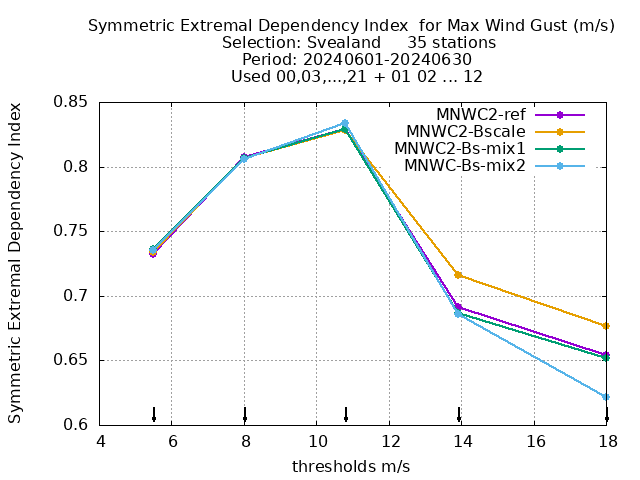 Symmetric Extremal Dependency Index  for Max Wind Gust (m/s)
Selection: Svealand     35 stations
Period: 20240601-20240630
Used 00,03,...,21 + 01 02 ... 12
Symmetric Extremal Dependency Index
0.85
0.8
0.75
0.7
0.65
0.6
MNWC2-ref
MNWC2-Bscale
MNWC2-Bs-mix1
MNWC-Bs-mix2
4 6 8 10 12 14 16 18
thresholds m/s